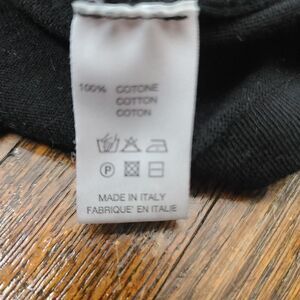 100% COTONE
COTTON
COTON
P
MADE IN ITALY
FABRIQUE' EN ITALIE